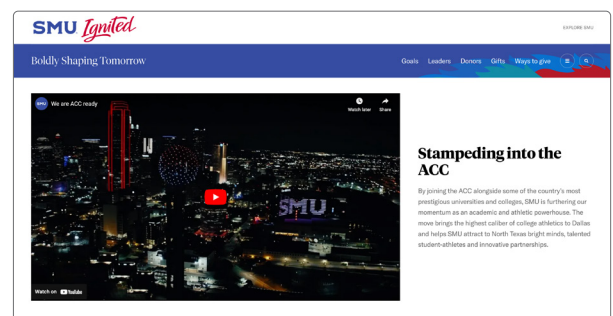 SMU Ignited
EXPLORE SMU
Boldly Shaping Tomorrow
Goals Leaders Donors Gifts Ways to give
SMU We are ACC ready
Watch later Share
SMU
Watch on YouTube
Stampeding into the
ACC
By joining the ACC alongside some of the country's most
prestigious universities and colleges, SMU is furthering our
momentum as an academic and athletic powerhouse. The
move brings the highest caliber of college athletics to Dallas
and helps SMU attract to North Texas bright minds, talented
student-athletes and innovative partnerships.